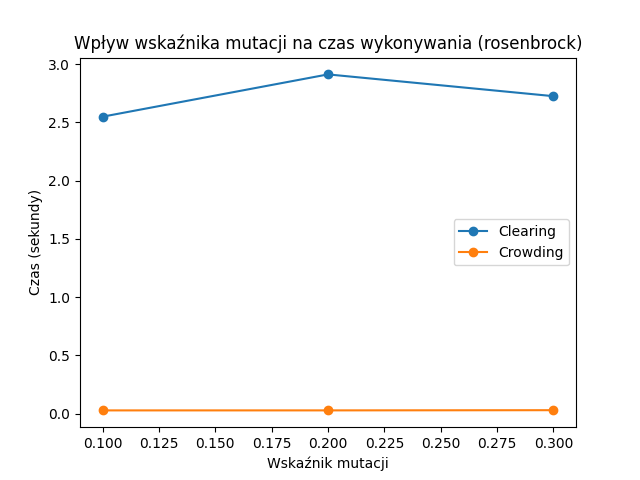 Wpływ wskaźnika mutacji na czas wykonywania (rosenbrock)
3.0
2.5
2.0
1.5
1.0
0.5
0.0
Czas (sekundy)
Clearing
Crowding
0.100 0.125 0.150 0.175 0.200 0.225 0.250 0.275 0.300
Wskaźnik mutacji